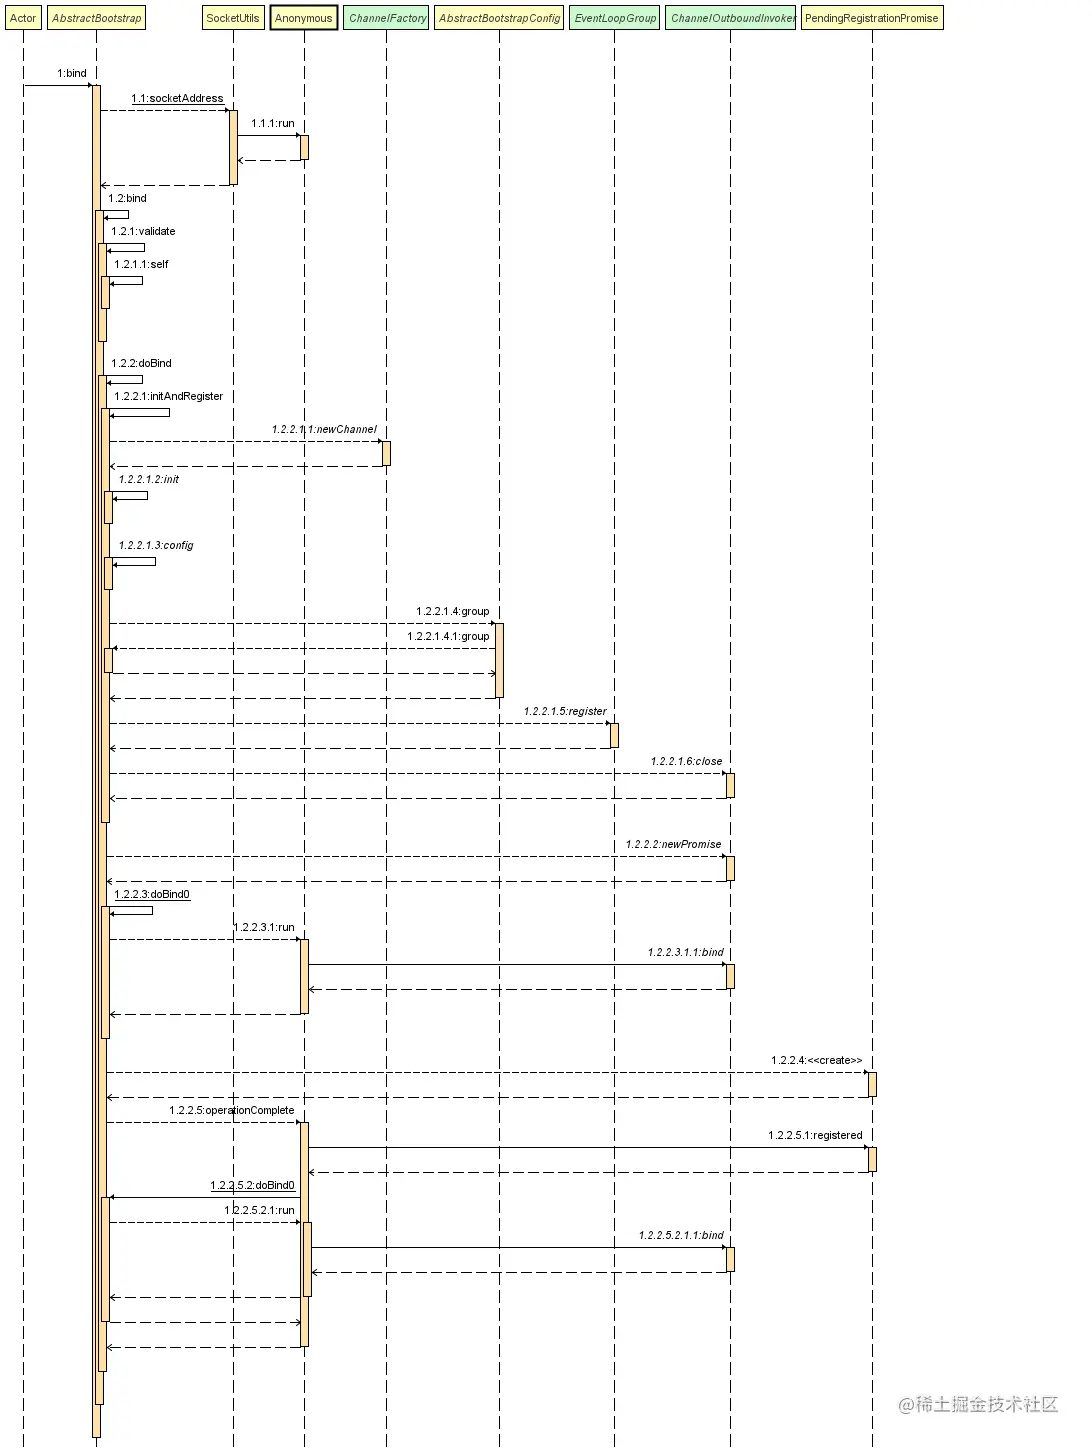 Actor AbstractBootstrap SocketUtils Anonymous ChannelFactory AbstractBootstrapConfig EventLoopGroup ChannelOutboundInvoker PendingRegistrationPromise
1:bind
1.1:socketAddress
1.1.1:run
1.2:bind
1.2.1:validate
1.2.1.1:self
1.2.2:doBind
1.2.2.1:initAndRegister
1.2.2.1.1:newChannel
1.2.2.1.2:init
1.2.2.1.3:config
1.2.2.1.4:group
1.2.2.1.4.1:group
1.2.2.1.5:register
1.2.2.1.6:close
1.2.2.2:newPromise
1.2.2.3:doBind0
1.2.2.3.1:run
1.2.2.3.1.1:bind
1.2.2.4:<<create>>
1.2.2.5:operationComplete
1.2.2.5.1:registered
1.2.2.5.2:doBind0
1.2.2.5.2.1:run
1.2.2.5.2.1.1:bind
@稀土掘金技术社区